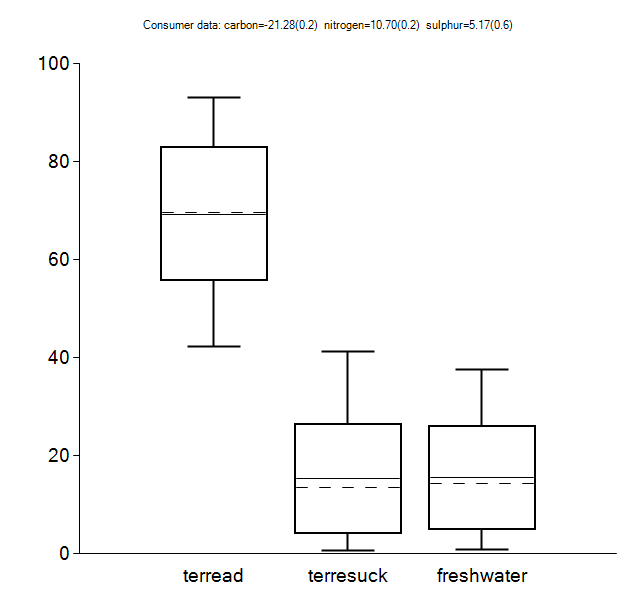 Consumer data: carbon=-21.28(0.2)  nitrogen=10.70(0.2)  sulphur=5.17(0.6)
100
80
60
40
20
0
terread
terresuck
freshwater